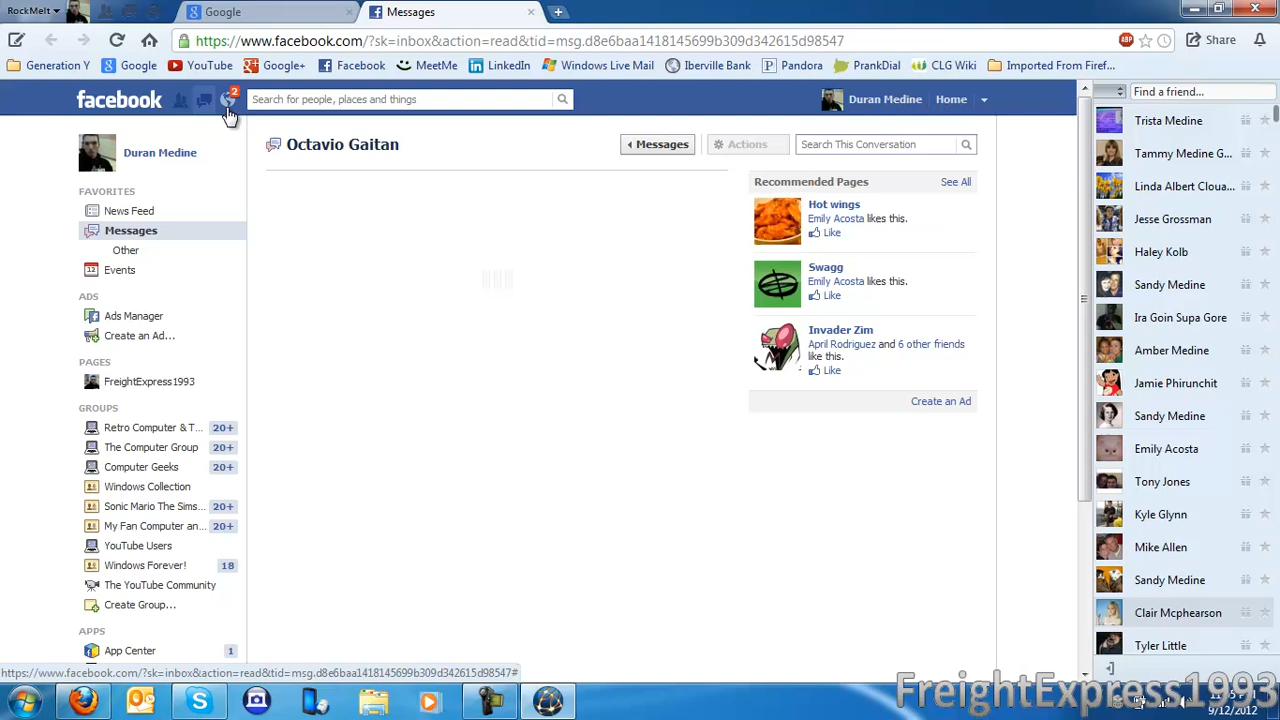 RockMelt
Google
Messages
https://www.facebook.com/?sk=inbox&action=read&tid=msg.d8e6baa1418145699b309d342615d98547
ABP
Share
Generation Y
Google
YouTube
Google+
Facebook
MeetMe
LinkedIn
Windows Live Mail
Iberville Bank
Pandora
PrankDial
CLG Wiki
Imported From Firef...
facebook
2
Search for people, places and things
Duran Medine
Home
Find a friend...
Duran Medine
Octavio Gaitan
Messages
Actions
Search This Conversation
FAVORITES
News Feed
Messages
Other
12 Events
ADS
Ads Manager
Create an Ad...
PAGES
FreightExpress1993
GROUPS
Retro Computer & T... 20+
The Computer Group 20+
Computer Geeks 20+
Windows Collection
Sonic Mario The Sims... 20+
My Fan Computer an... 20+
YouTube Users
Windows Forever! 18
The YouTube Community
Create Group...
APPS
App Center 1
Recommended Pages See All
Hot wings
Emily Acosta likes this.
Like
Swagg
Emily Acosta likes this.
Like
Invader Zim
April Rodriguez and 6 other friends
like this.
Like
Create an Ad
Trista Medine
Tammy Medine G...
Linda Albert Cloua...
Jesse Grossman
Haley Kolb
Sandy Medine
Ira Goin Supa Gore
Amber Medine
Jamie Phirunchit
Sandy Medine
Emily Acosta
Tony Jones
Kyle Glynn
Mike Allen
Sandy Medine
Clair Mcphearson
Tyler Little
https://www.facebook.com/?sk=inbox&action=read&tid=msg.d8e6baa1418145699b309d342615d98547#
FreightExpress1993
9/12/2012